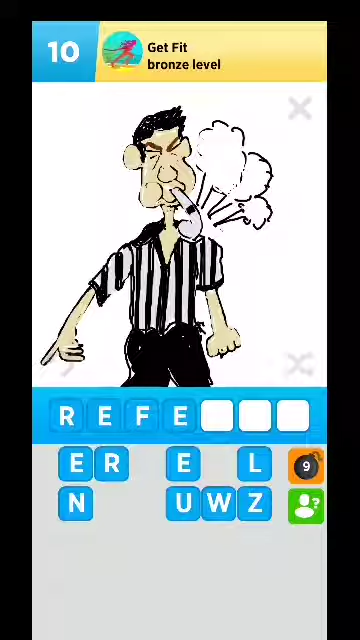 10
Get Fit
bronze level
R E F E
E R E L 9
N U W Z ?